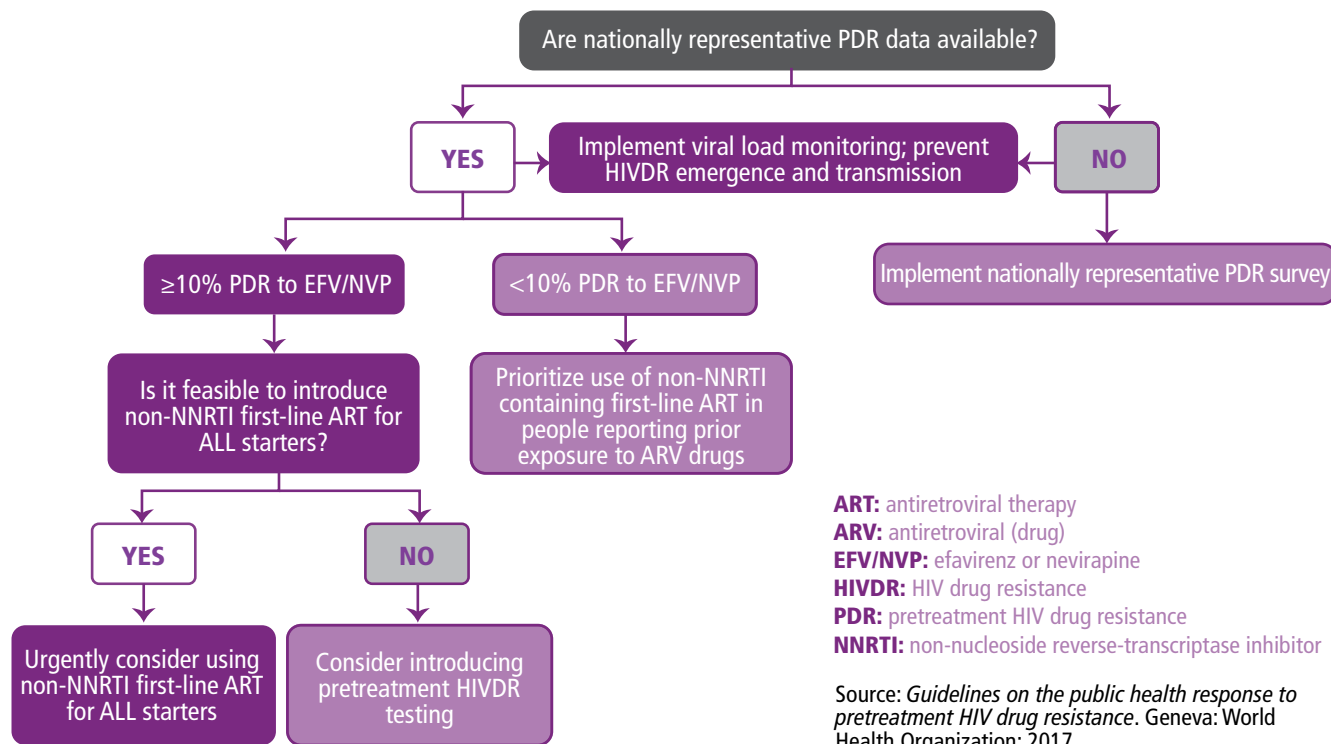 Are nationally representative PDR data available?
YES
Implement viral load monitoring; prevent
HIVDR emergence and transmission
NO
≥10% PDR to EFV/NVP
<10% PDR to EFV/NVP
Implement nationally representative PDR survey
Is it feasible to introduce
non-NNRTI first-line ART for
ALL starters?
Prioritize use of non-NNRTI
containing first-line ART in
people reporting prior
exposure to ARV drugs
YES
NO
Urgently consider using
non-NNRTI first-line ART
for ALL starters
Consider introducing
pretreatment HIVDR
testing
ART: antiretroviral therapy
ARV: antiretroviral (drug)
EFV/NVP: efavirenz or nevirapine
HIVDR: HIV drug resistance
PDR: pretreatment HIV drug resistance
NNRTI: non-nucleoside reverse-transcriptase inhibitor
Source: Guidelines on the public health response to
pretreatment HIV drug resistance. Geneva: World
Health Organization; 2017